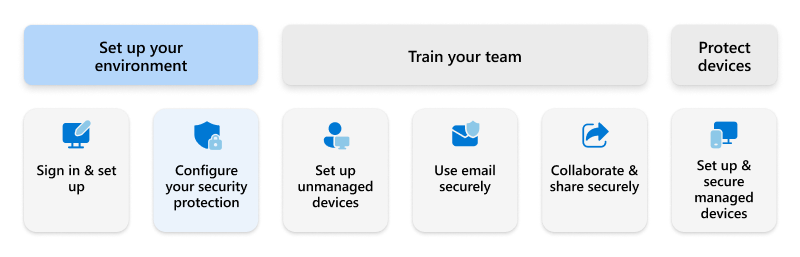 Set up your
environment
Train your team
Protect
devices
Sign in & set
up
Configure
your security
protection
Set up
unmanaged
devices
Use email
securely
Collaborate &
share securely
Set up &
secure
managed
devices